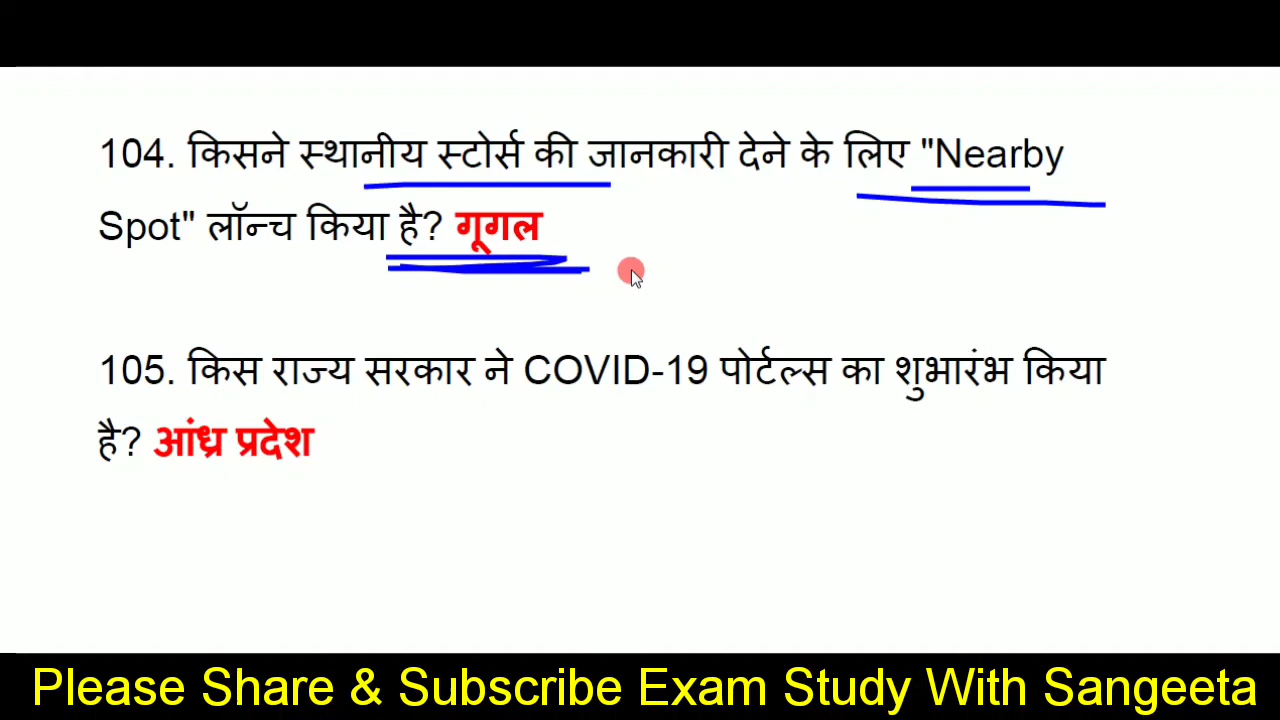 104. किसने स्थानीय स्टोर्स की जानकारी देने के लिए "Nearby
Spot" लॉन्च किया है? गूगल
105. किस राज्य सरकार ने COVID-19 पोर्टल्स का शुभारंभ किया
है? आंध्र प्रदेश
Please Share & Subscribe Exam Study With Sangeeta